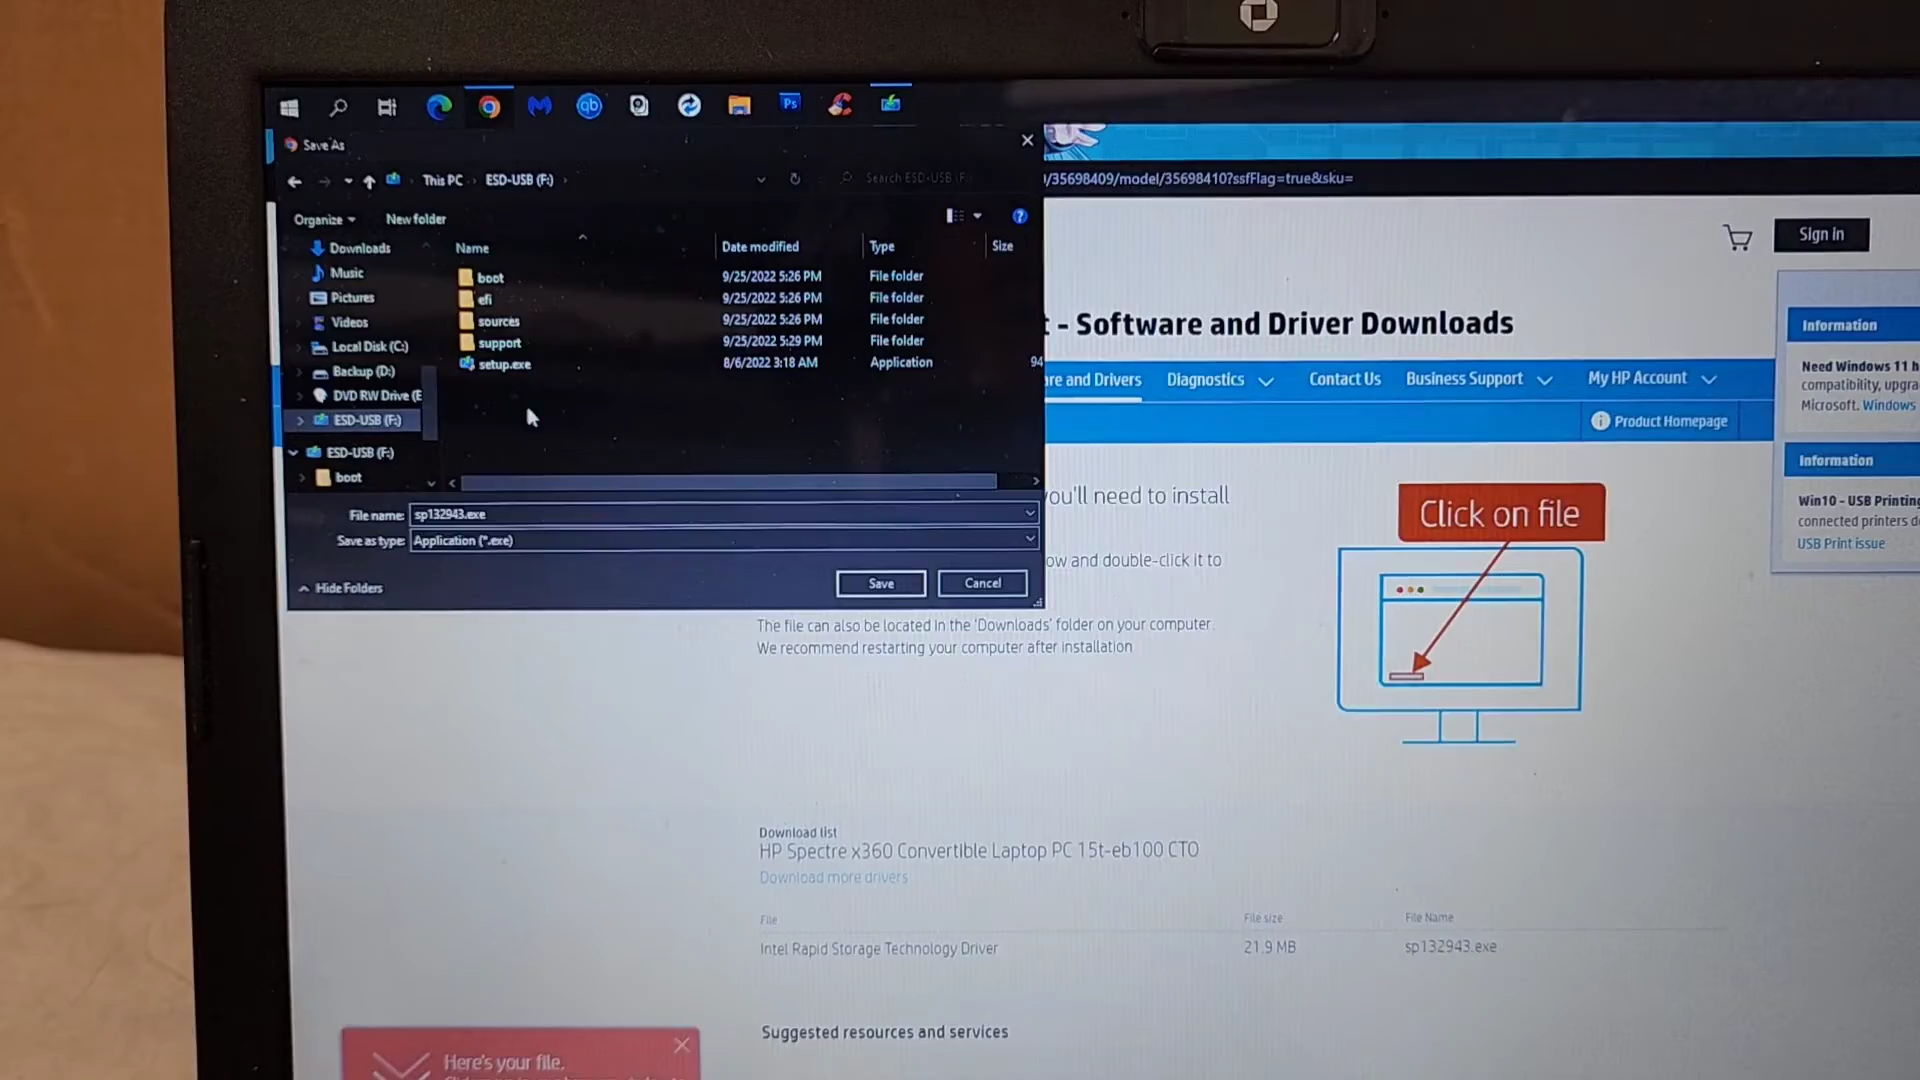 qb
Ps
Save As
This PC
ESD-USB (F:)
Search ESD-USB (F:
/35698409/model/35698410?ssfFlag=true&sku=
Organize
New folder
Downloads
Music
Pictures
Videos
Local Disk (C:)
Backup (D:)
DVD RW Drive (E
ESD-USB (F:)
ESD-USB (F:)
boot
Name
Date modified
Type
Size
boot
9/25/2022 5:26 PM
File folder
efi
9/25/2022 5:26 PM
File folder
sources
9/25/2022 5:26 PM
File folder
support
9/25/2022 5:29 PM
File folder
setup.exe
8/6/2022 3:18 AM
Application
94
File name:
sp132943.exe
Save as type:
Application (*.exe)
Hide Folders
Save
Cancel
Sign in
- Software and Driver Downloads
are and Drivers
Diagnostics
Contact Us
Business Support
My HP Account
Product Homepage
Information
Need Windows 11 h
compatibility, upgra
Microsoft. Windows
Information
Win10 - USB Printing
connected printers d
USB Print issue
you'll need to install
ow and double-click it to
The file can also be located in the 'Downloads' folder on your computer.
We recommend restarting your computer after installation
Click on file
Download list
HP Spectre x360 Convertible Laptop PC 15t-eb100 CTO
Download more drivers
File
File size
File Name
Intel Rapid Storage Technology Driver
21.9 MB
sp132943.exe
Suggested resources and services
Here's your file.